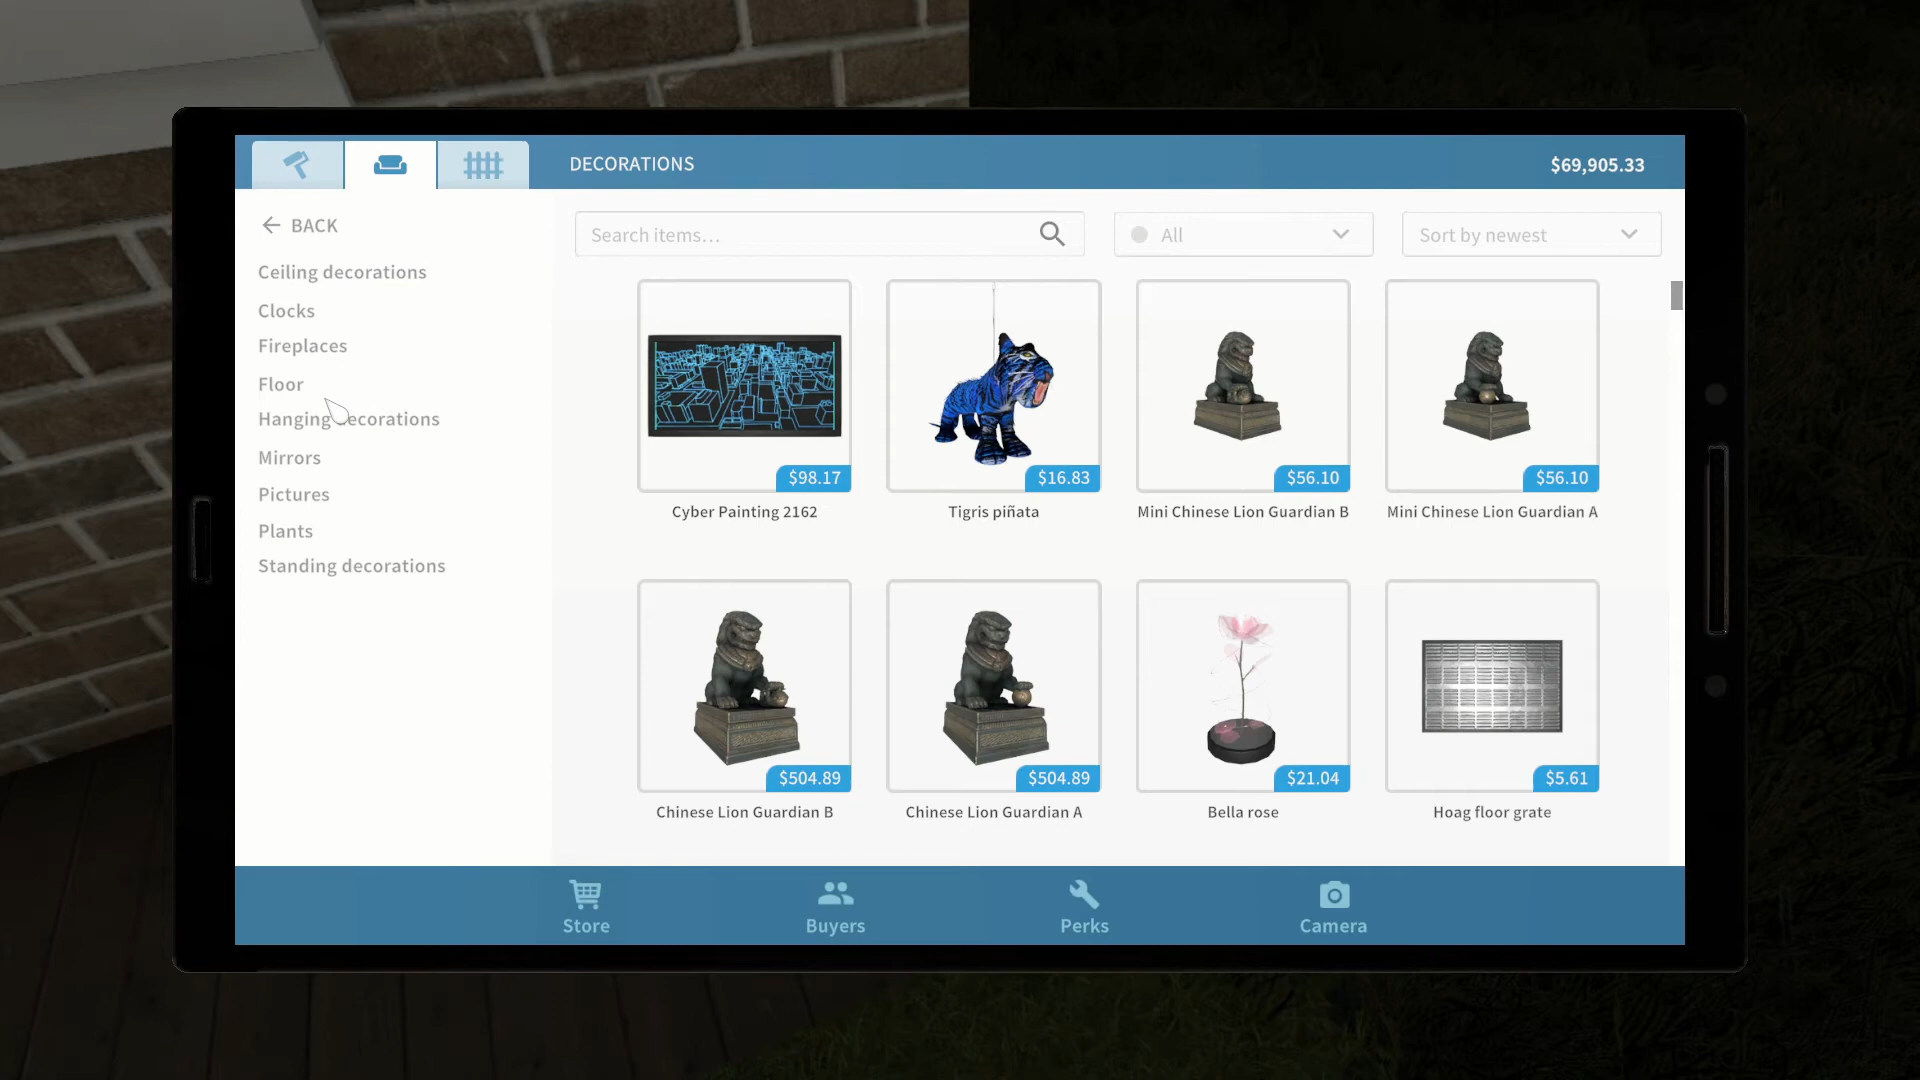 DECORATIONS
$69,905.33
BACK
Ceiling decorations
Clocks
Fireplaces
Floor
Hanging decorations
Mirrors
Pictures
Plants
Standing decorations
Search items...
All
Sort by newest
$98.17
$16.83
$56.10
$56.10
Cyber Painting 2162
Tigris piñata
Mini Chinese Lion Guardian B
Mini Chinese Lion Guardian A
$504.89
$504.89
$21.04
$5.61
Chinese Lion Guardian B
Chinese Lion Guardian A
Bella rose
Hoag floor grate
Store
Buyers
Perks
Camera